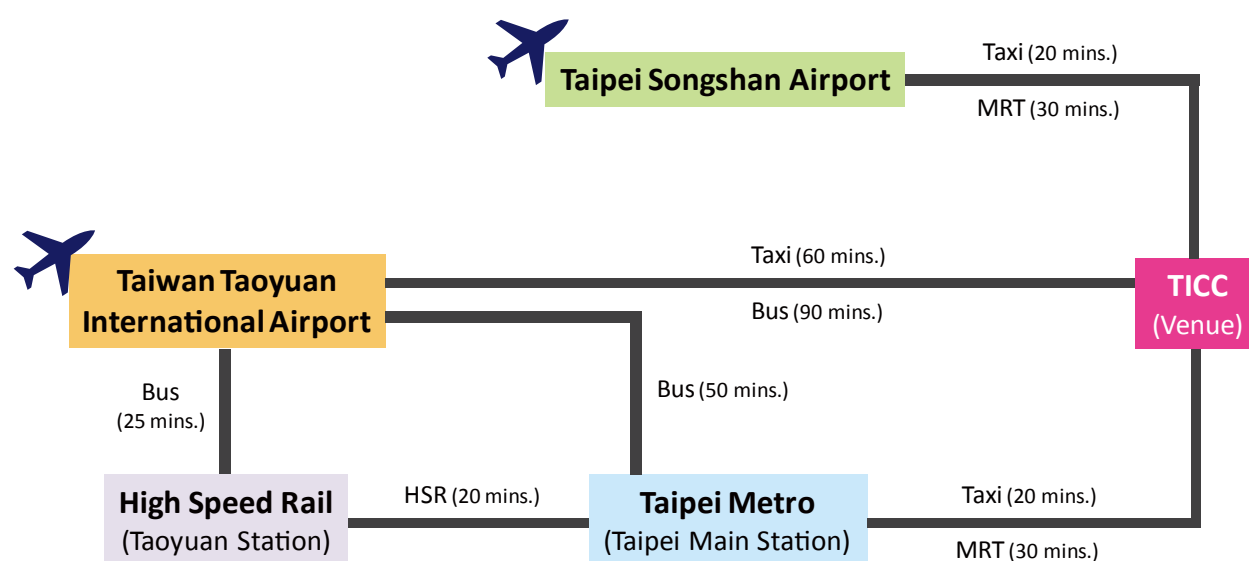 Taipei Songshan Airport
Taxi (20 mins.)
MRT (30 mins.)
Taiwan Taoyuan
International Airport
Taxi (60 mins.)
Bus (90 mins.)
TICC
(Venue)
Bus
(25 mins.)
Bus (50 mins.)
High Speed Rail
(Taoyuan Station)
HSR (20 mins.)
Taipei Metro
(Taipei Main Station)
Taxi (20 mins.)
MRT (30 mins.)